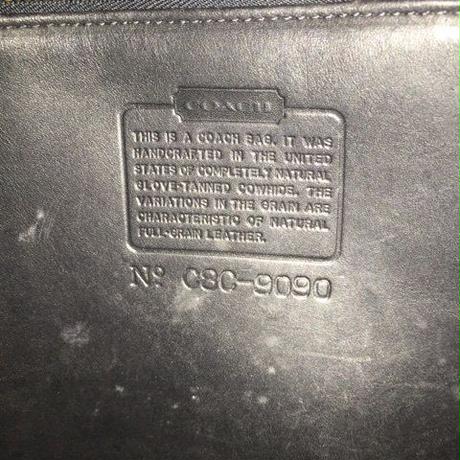 COACH
THIS IS A COACH BAG. IT WAS
HANDCRAFTED IN THE UNITED
STATES OF COMPLETELY NATURAL
GLOVE-TANNED COWHIDE. THE
VARIATIONS IN THE GRAIN ARE
CHARACTERISTIC OF NATURAL
FULL-GRAIN LEATHER.
Nº C8C-9090